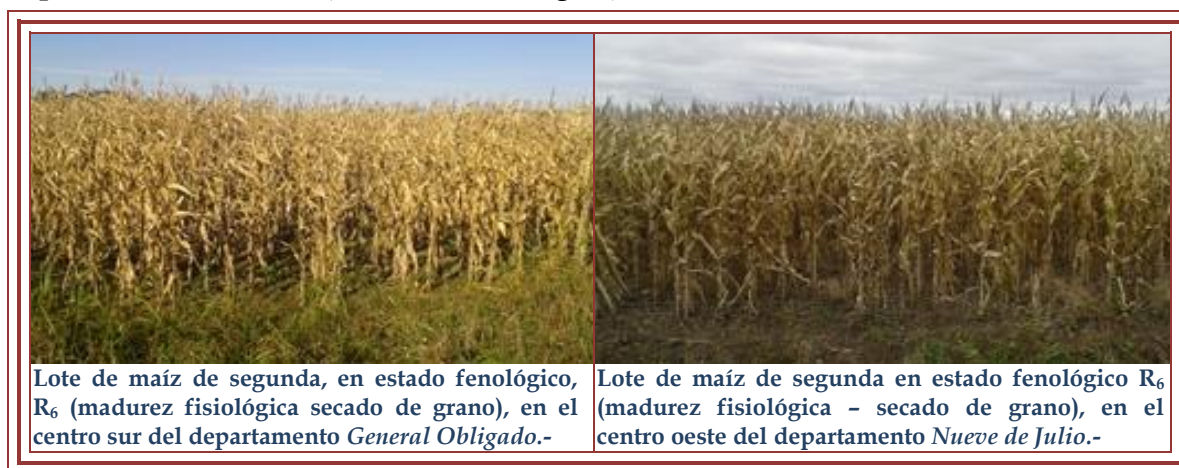 Lote de maíz de segunda, en estado fenológico,
R₆ (madurez fisiológica secado de grano), en el
centro sur del departamento General Obligado.-
Lote de maíz de segunda en estado fenológico R₆
(madurez fisiológica – secado de grano), en el
centro oeste del departamento Nueve de Julio.-